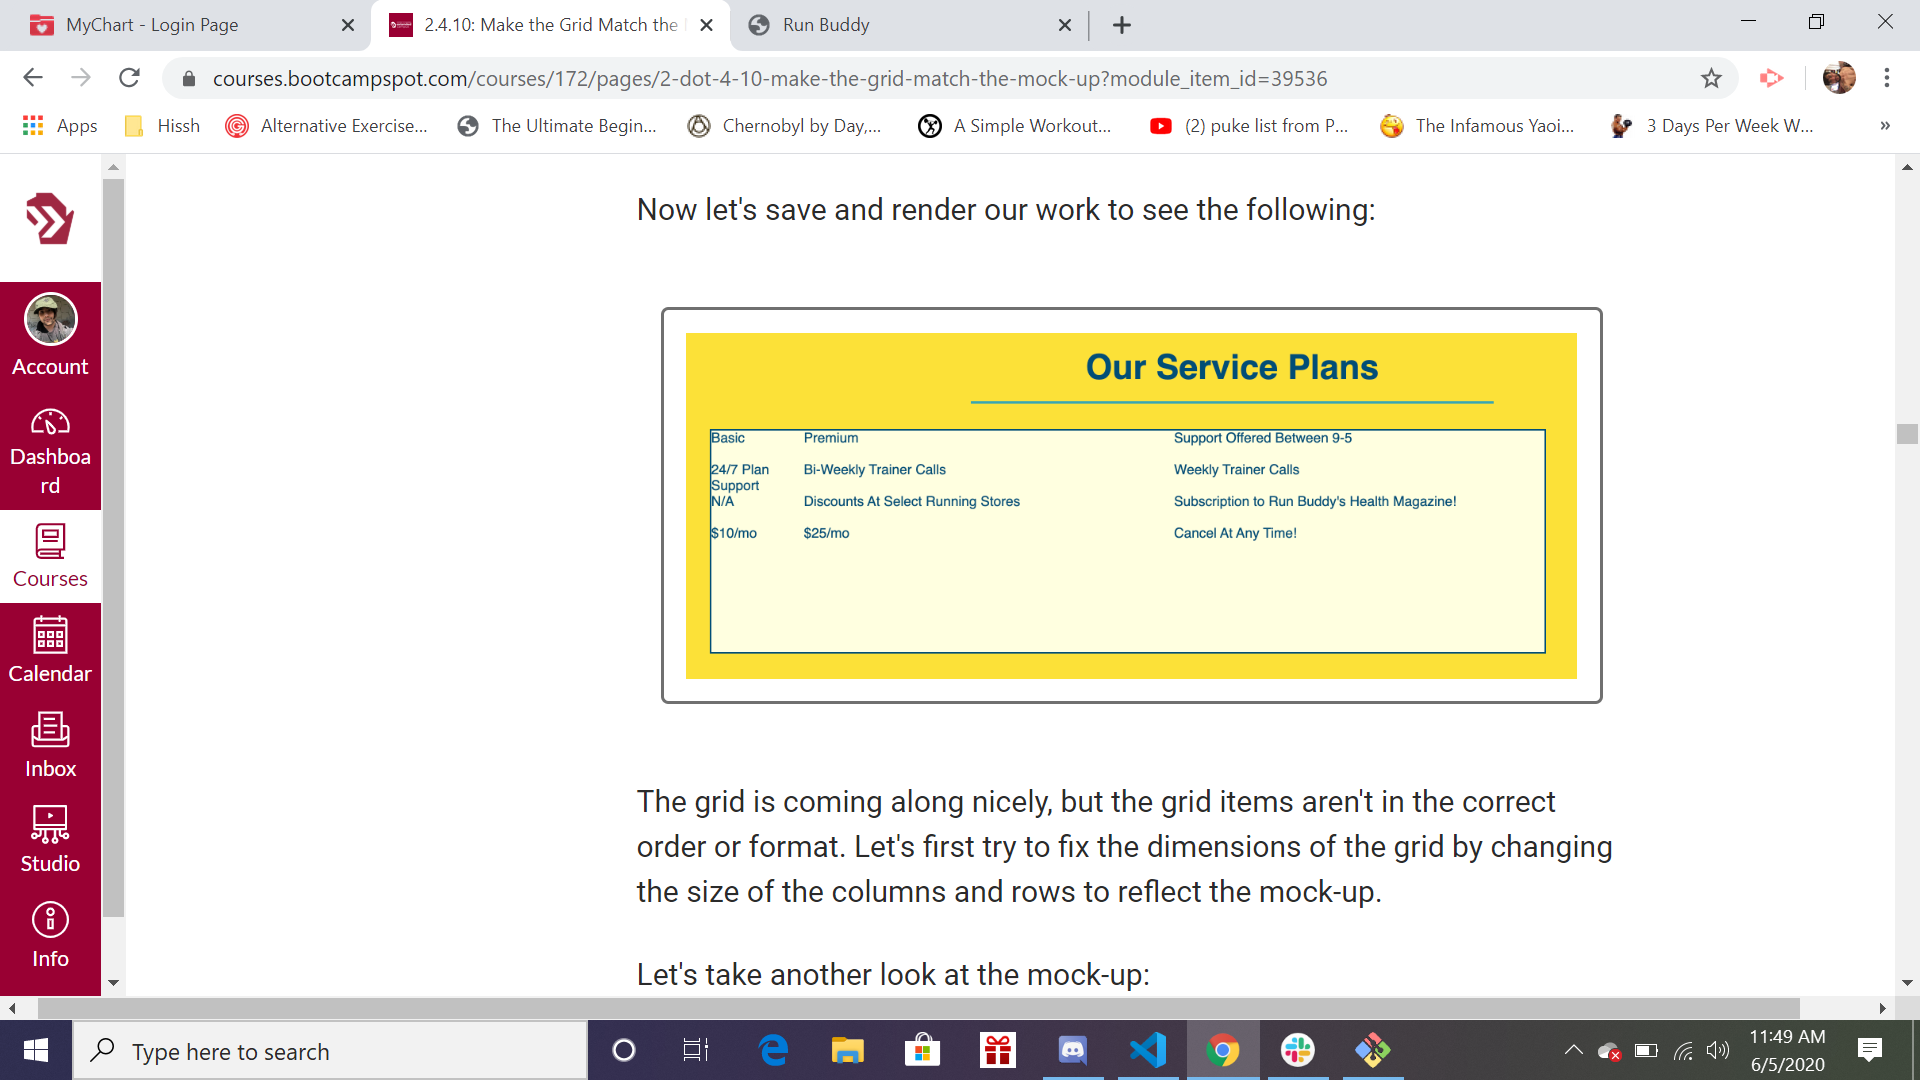 MyChart - Login Page
2.4.10: Make the Grid Match the
Run Buddy
courses.bootcampspot.com/courses/172/pages/2-dot-4-10-make-the-grid-match-the-mock-up?module_item_id=39536
Apps
Hissh
Alternative Exercise...
The Ultimate Begin...
Chernobyl by Day,...
A Simple Workout...
(2) puke list from P...
The Infamous Yaoi...
3 Days Per Week W...
»
Account
Dashboa
rd
Courses
Calendar
Inbox
Studio
Info
Now let's save and render our work to see the following:
Our Service Plans
Basic Premium Support Offered Between 9-5
24/7 Plan Bi-Weekly Trainer Calls Weekly Trainer Calls
Support
N/A Discounts At Select Running Stores Subscription to Run Buddy's Health Magazine!
$10/mo $25/mo Cancel At Any Time!
The grid is coming along nicely, but the grid items aren't in the correct
order or format. Let's first try to fix the dimensions of the grid by changing
the size of the columns and rows to reflect the mock-up.
Let's take another look at the mock-up:
Type here to search
11:49 AM
6/5/2020